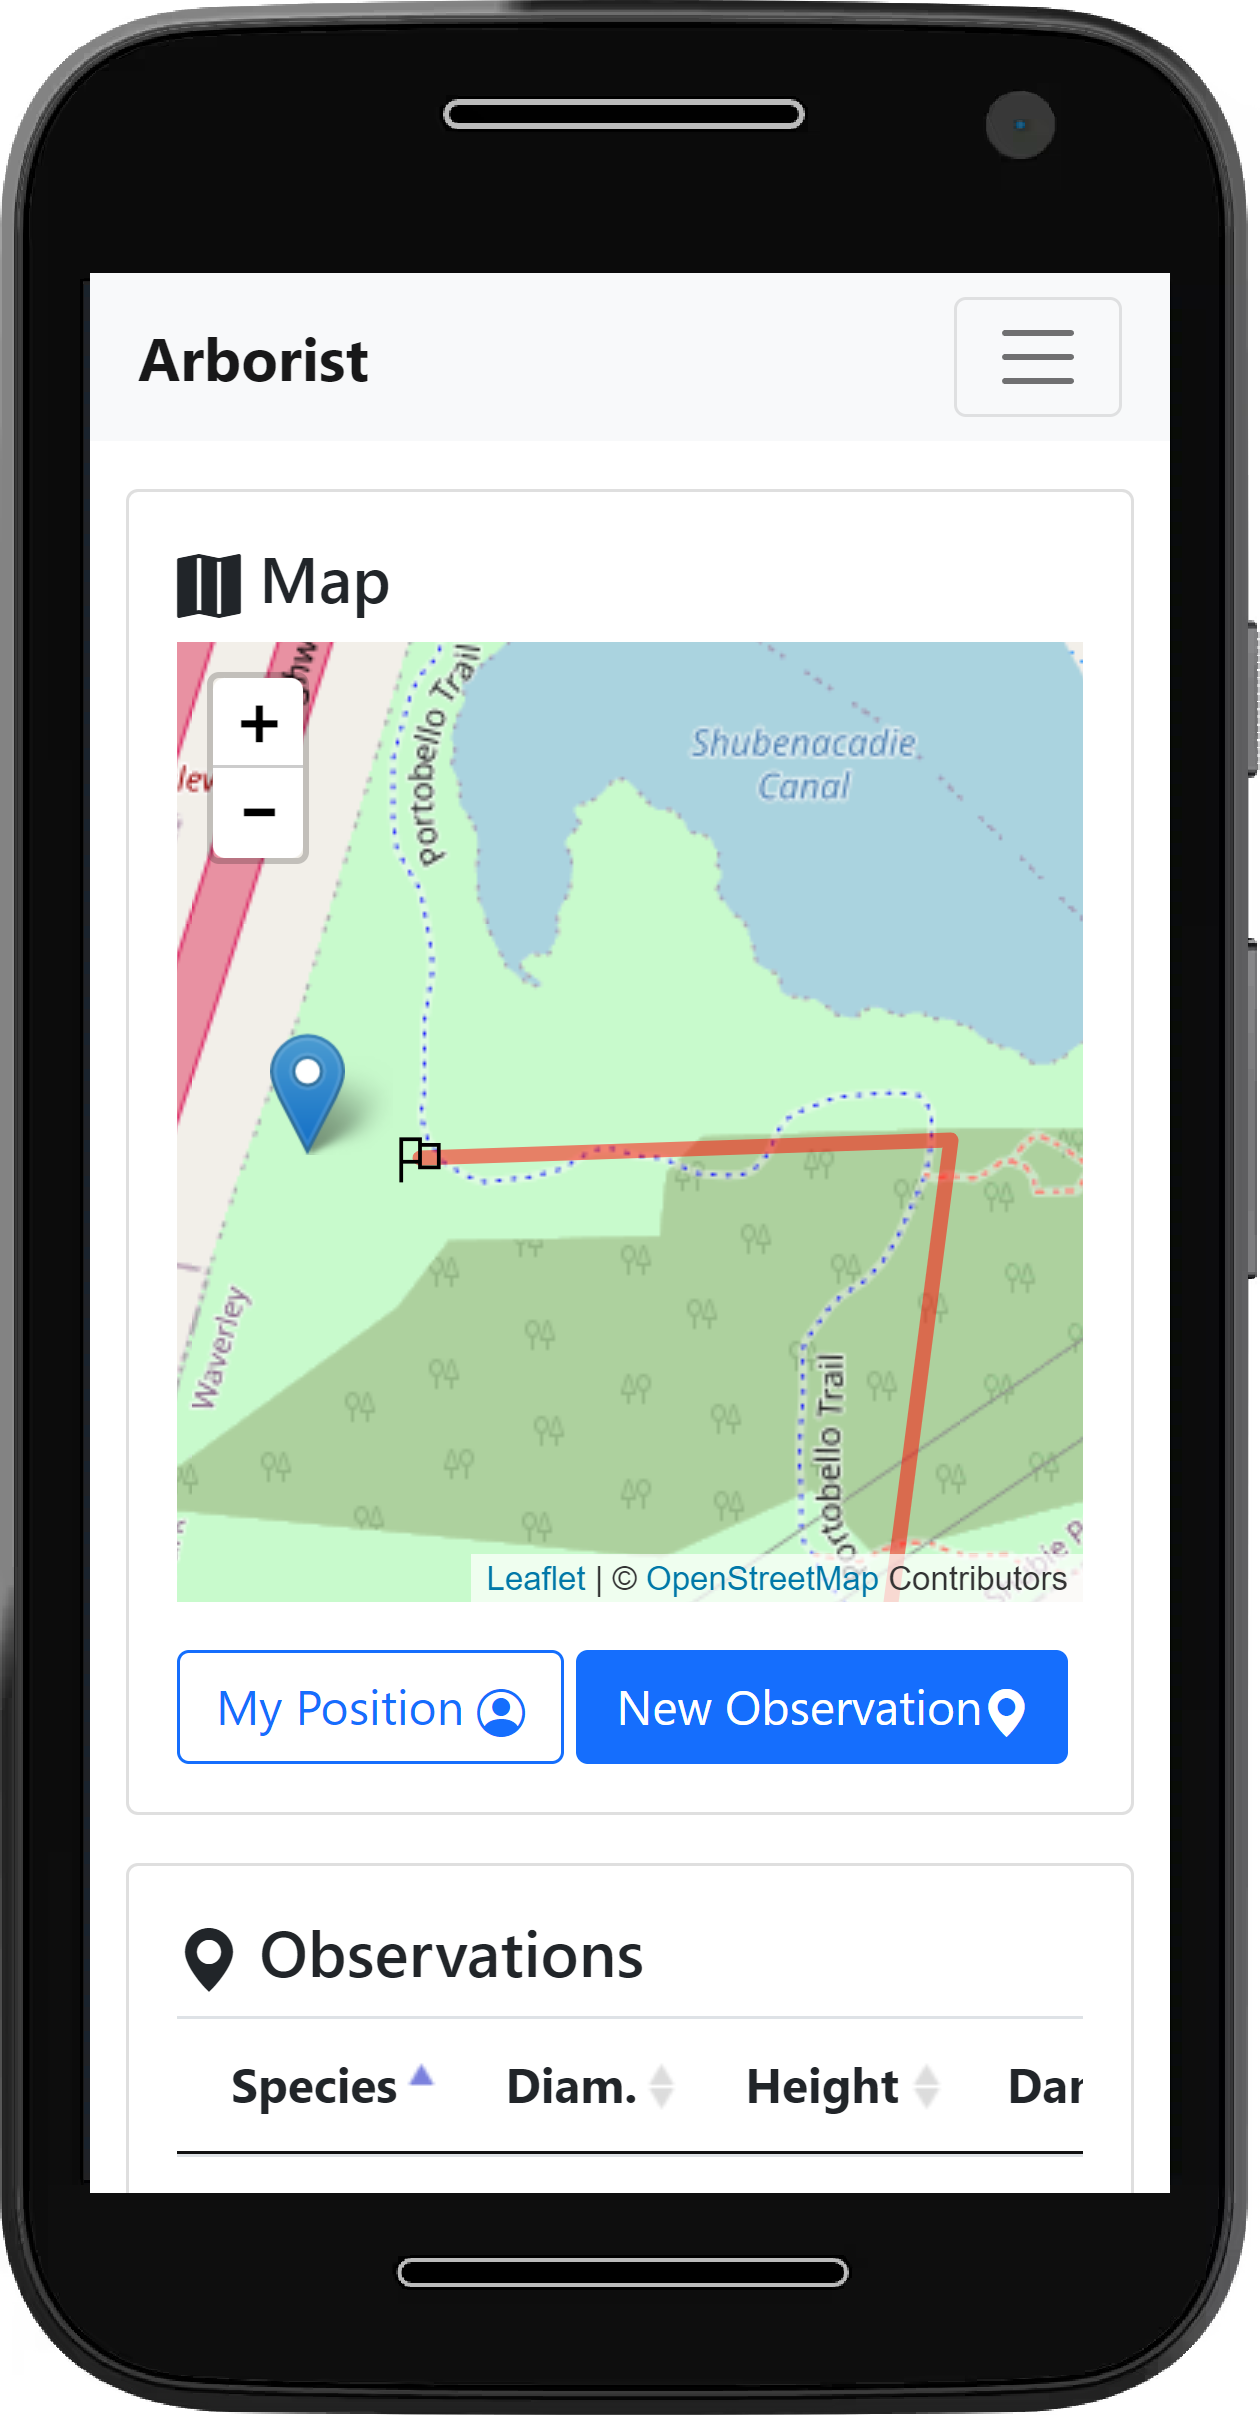 Arborist
Map
Portobello Trail
Shubenacadie
Canal
+
−
Waverley
Portobello Trail
Leaflet | © OpenStreetMap Contributors
My Position
New Observation
Observations
Species Diam. Height